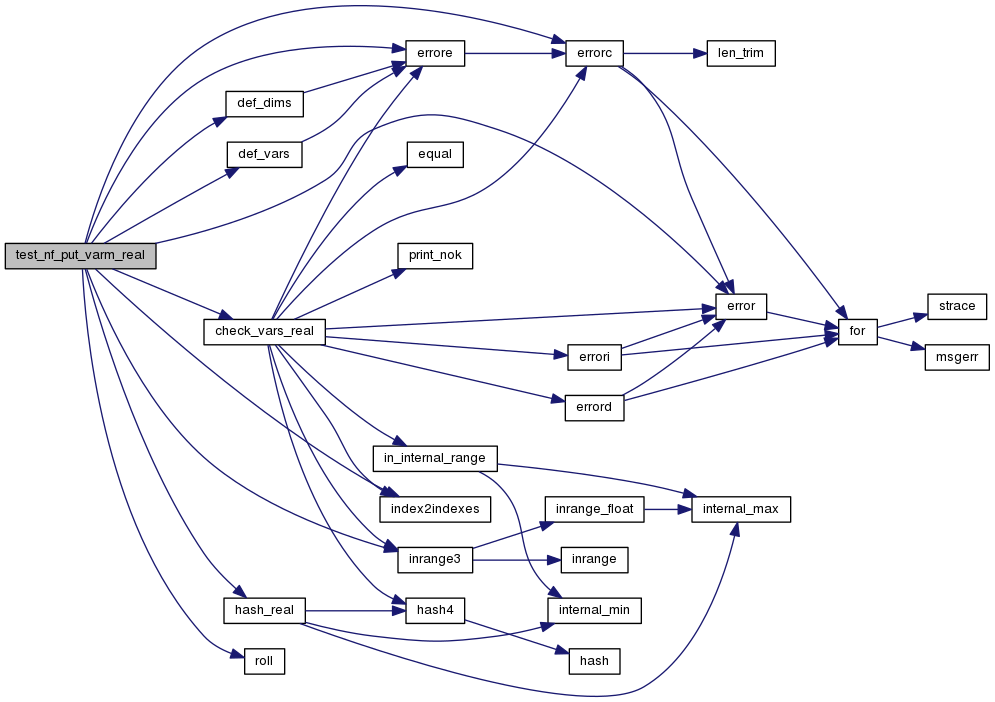 errore
errorc
len_trim
def_dims
def_vars
equal
test_nf_put_varm_real
print_nok
check_vars_real
error
strace
for
errori
msgerr
errord
in_internal_range
index2indexes
inrange_float
internal_max
inrange3
inrange
hash_real
hash4
internal_min
roll
hash